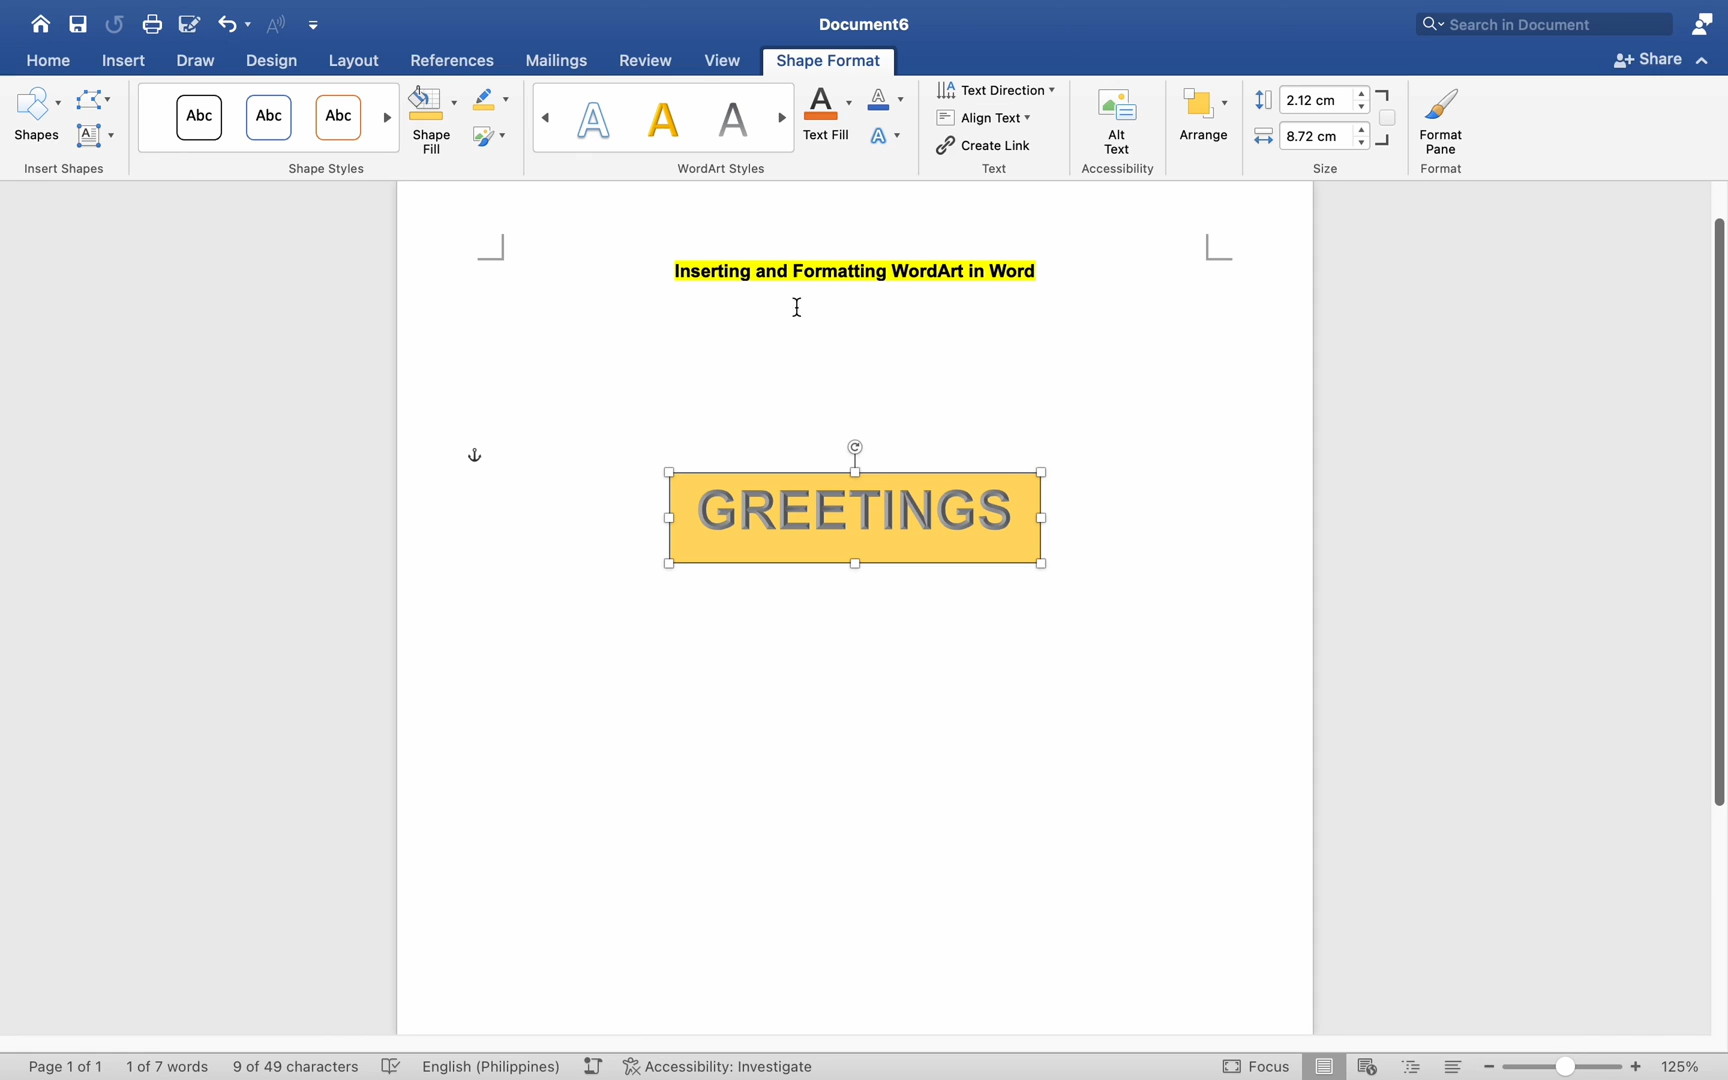 Document6
Search in Document
Home Insert Draw Design Layout References Mailings Review View Shape Format Share
Shapes
Abc Abc Abc
Shape Fill
A A A
Text Fill
Text Direction
Align Text
Create Link
Alt Text
Arrange
2.12 cm
8.72 cm
Format Pane
Insert Shapes Shape Styles WordArt Styles Text Accessibility Size Format
Inserting and Formatting WordArt in Word
GREETINGS
Page 1 of 1 1 of 7 words 9 of 49 characters English (Philippines) Accessibility: Investigate Focus 125%